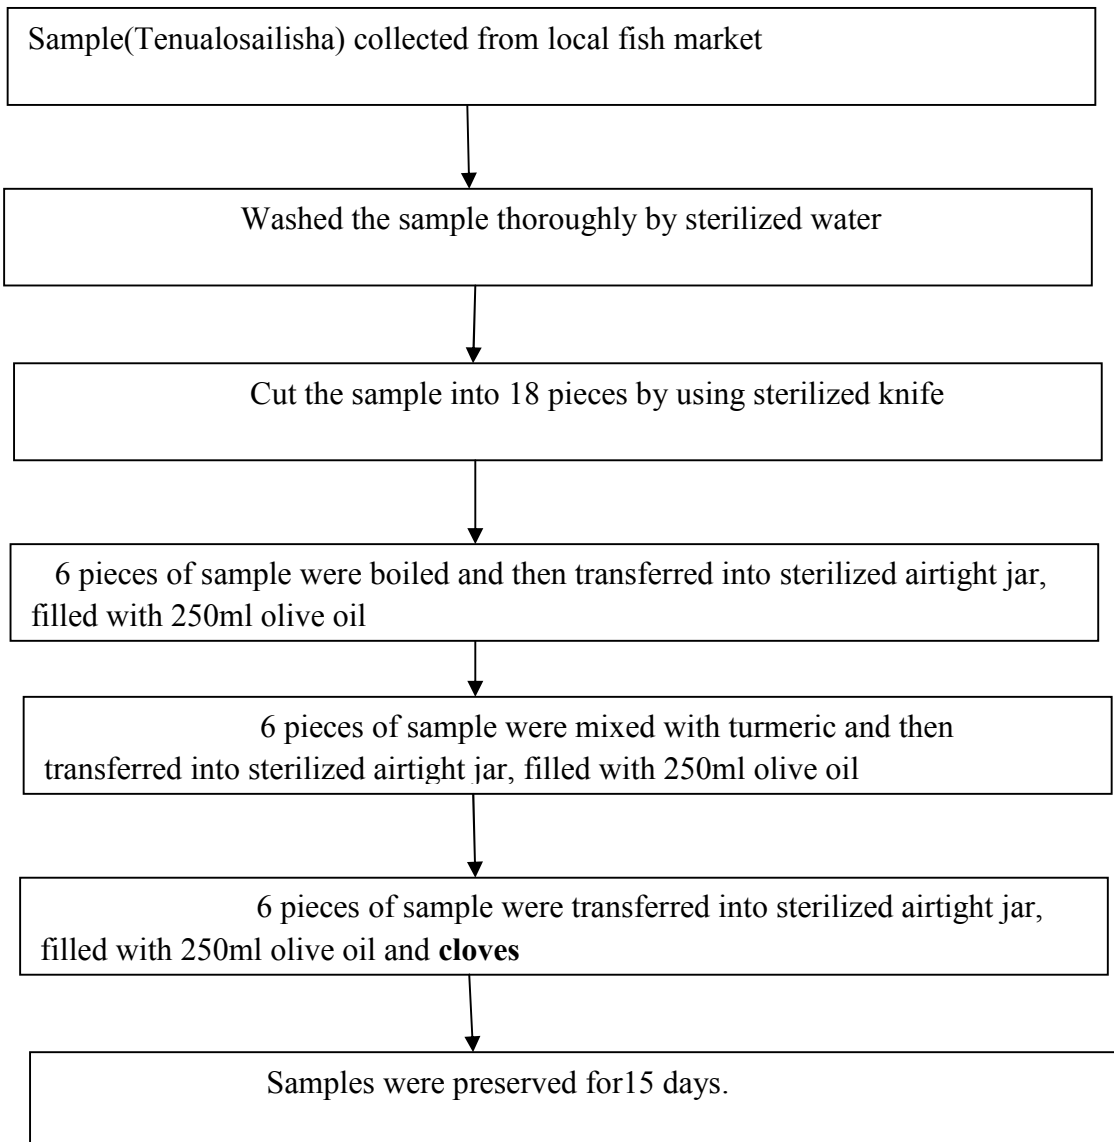 Sample(Tenualosailisha) collected from local fish market
Washed the sample thoroughly by sterilized water
Cut the sample into 18 pieces by using sterilized knife
6 pieces of sample were boiled and then transferred into sterilized airtight jar,
filled with 250ml olive oil
6 pieces of sample were mixed with turmeric and then
transferred into sterilized airtight jar, filled with 250ml olive oil
6 pieces of sample were transferred into sterilized airtight jar,
filled with 250ml olive oil and cloves
Samples were preserved for15 days.